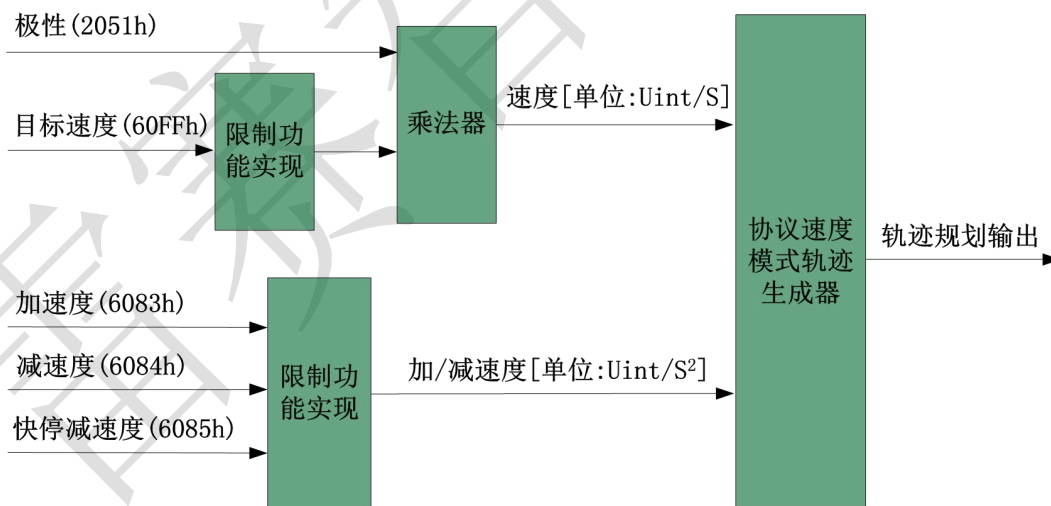 极性(2051h)
目标速度(60FFh)
限制功
能实现
乘法器
速度[单位:Uint/S]
加速度(6083h)
减速度(6084h)
快停减速度(6085h)
限制功
能实现
加/减速度[单位:Uint/S²]
协议速度
模式轨迹
生成器
轨迹规划输出